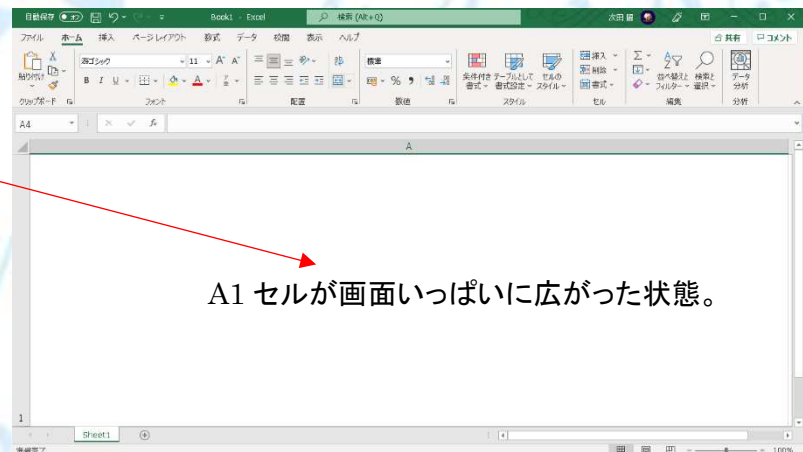 自動保存 オフ Book1 - Excel 検索 (Alt+Q)
ファイル ホーム 挿入 ページ レイアウト 数式 データ 校閲 表示 ヘルプ 共有 コメント
游ゴシック 11 A A 標準
貼り付け B I U A % 条件付き 書式 テーブルとして 書式設定 セルの スタイル 挿入 削除 書式 並べ替えと フィルター 検索と 選択 データ 分析
クリップボード フォント 配置 数値 スタイル セル 編集 分析
A4 fx
A
A1 セルが画面いっぱいに広がった状態。
1
Sheet1
準備完了 100%